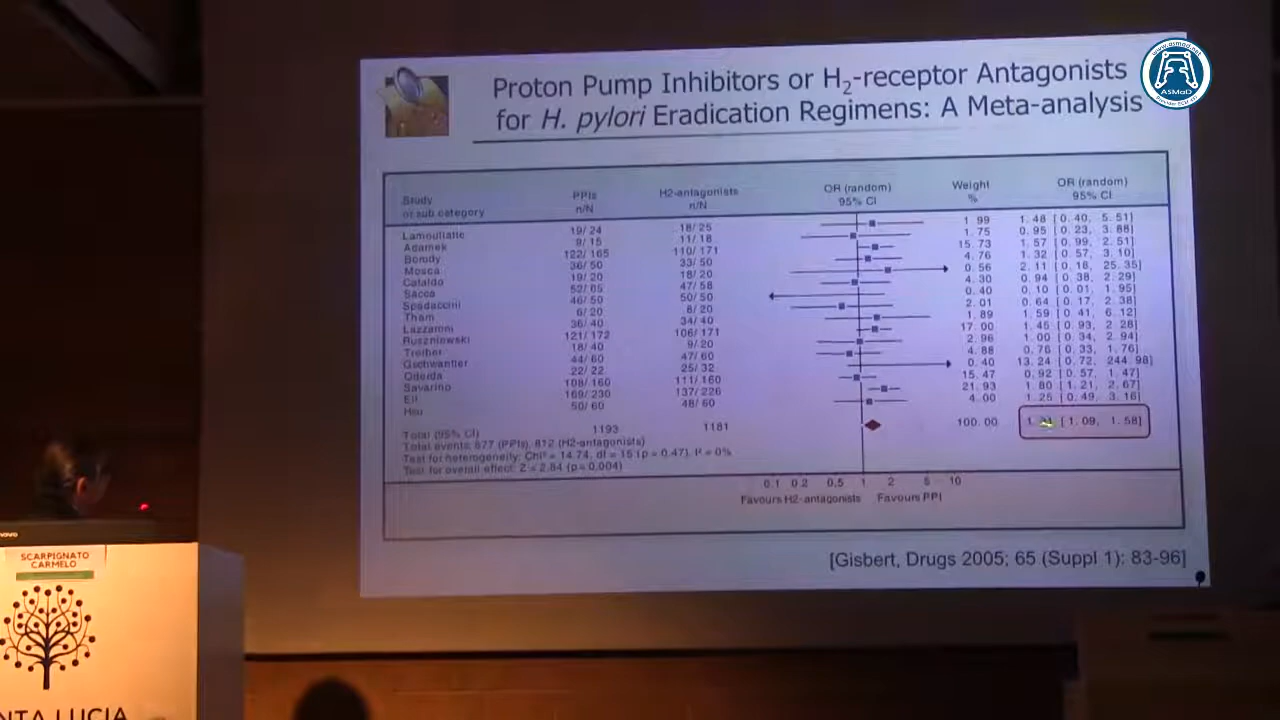 www.asmad.net
ASMaD
Proton Pump Inhibitors or H2-receptor Antagonists
for H. pylori Eradication Regimens: A Meta-analysis
Study or sub category PPIs n/N H2-antagonists n/N OR (random) 95% CI Weight % OR (random) 95% CI
Lamouliatte 19/24 18/25 1.99 1.48 [0.40, 5.51]
Adamek 9/15 11/18 1.75 0.95 [0.23, 3.88]
Borody 122/165 110/171 15.73 1.57 [0.99, 2.51]
Mosca 36/50 33/50 4.76 1.32 [0.57, 3.10]
Cataldo 19/20 18/20 0.56 2.11 [0.18, 25.35]
Sacco 52/65 47/58 4.30 0.94 [0.38, 2.29]
Spadaccini 46/50 50/50 0.40 0.10 [0.01, 1.95]
Tham 6/20 8/20 2.01 0.64 [0.17, 2.38]
Lazzaroni 36/40 34/40 1.89 1.59 [0.41, 6.12]
Ruszniewski 121/172 106/171 17.00 1.45 [0.93, 2.28]
Treiber 18/40 9/20 2.96 1.00 [0.34, 2.94]
Gschwantler 44/60 47/60 4.88 0.76 [0.33, 1.76]
Oderda 22/22 25/32 0.40 13.24 [0.72, 244.98]
Savarino 108/160 111/160 15.47 0.92 [0.57, 1.47]
Ell 169/230 137/226 21.93 1.80 [1.21, 2.67]
Hsu 50/60 48/60 4.00 1.25 [0.49, 3.16]
Total (95% CI) 1193 1181 100.00 [1.09, 1.58]
Total events: 877 (PPIs), 812 (H2-antagonists)
Test for heterogeneity: Chi² = 14.74, df = 15 (p = 0.47), I² = 0%
Test for overall effect: Z = 2.84 (p = 0.004)
0.1 0.2 0.5 1 2 5 10
Favours H2-antagonists Favours PPI
[Gisbert, Drugs 2005; 65 (Suppl 1): 83-96]
SCARPIGNATO
CARMELO
NTA LUCIA